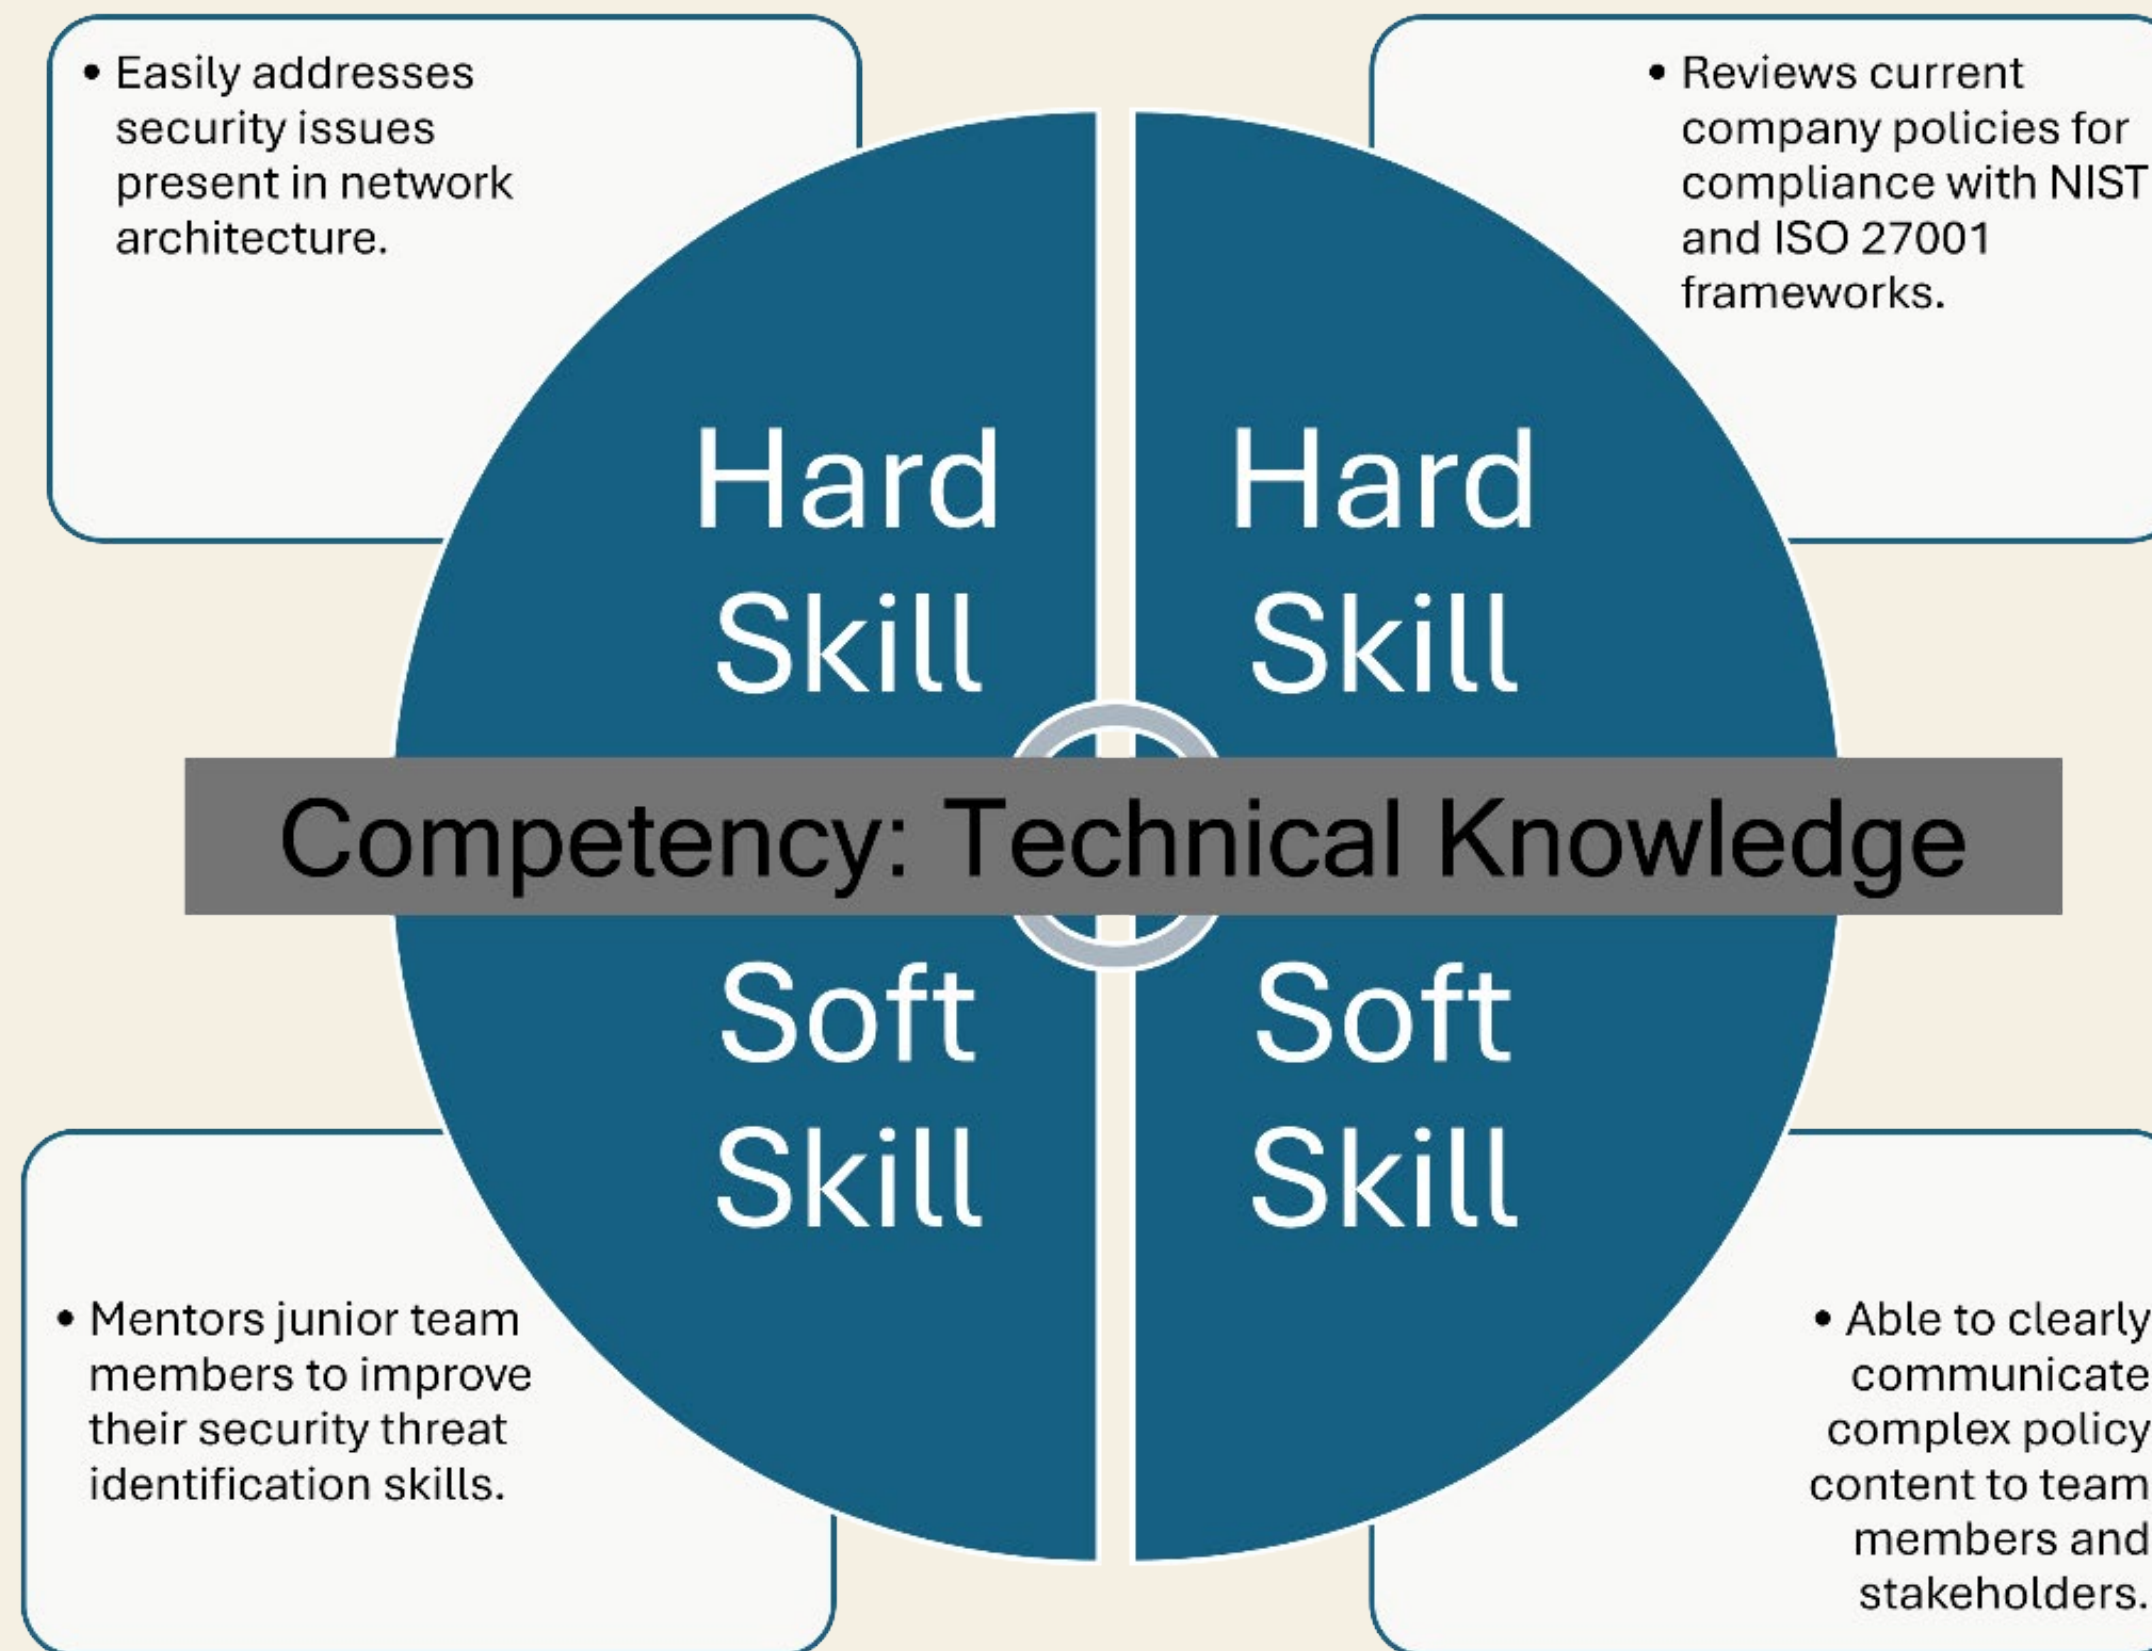 • Easily addresses
security issues
present in network
architecture.
• Reviews current
company policies for
compliance with NIST
and ISO 27001
frameworks.
Hard
Skill
Hard
Skill
Competency: Technical Knowledge
Soft
Skill
Soft
Skill
• Mentors junior team
members to improve
their security threat
identification skills.
• Able to clearly
communicate
complex policy
content to team
members and
stakeholders.